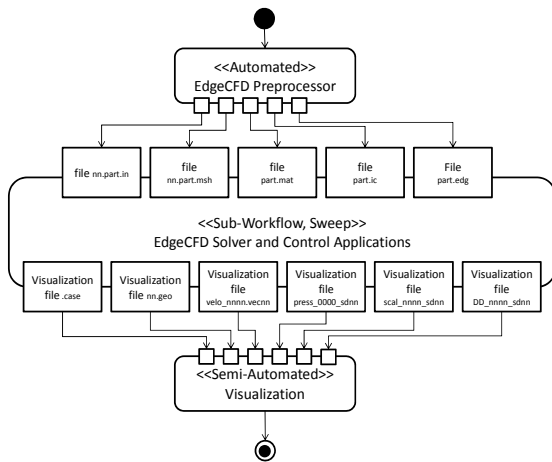 <<Automated>>
EdgeCFD Preprocessor
file nn.part.in
file
nn.part.msh
file
part.mat
file
part.ic
File
part.edg
<<Sub-Workflow, Sweep>>
EdgeCFD Solver and Control Applications
Visualization
file .case
Visualization
file nn.geo
Visualization
file
velo_nnnn.vecnn
Visualization
file
press_0000_sdnn
Visualization
file
scal_nnnn_sdnn
Visualization
file
DD_nnnn_sdnn
<<Semi-Automated>>
Visualization